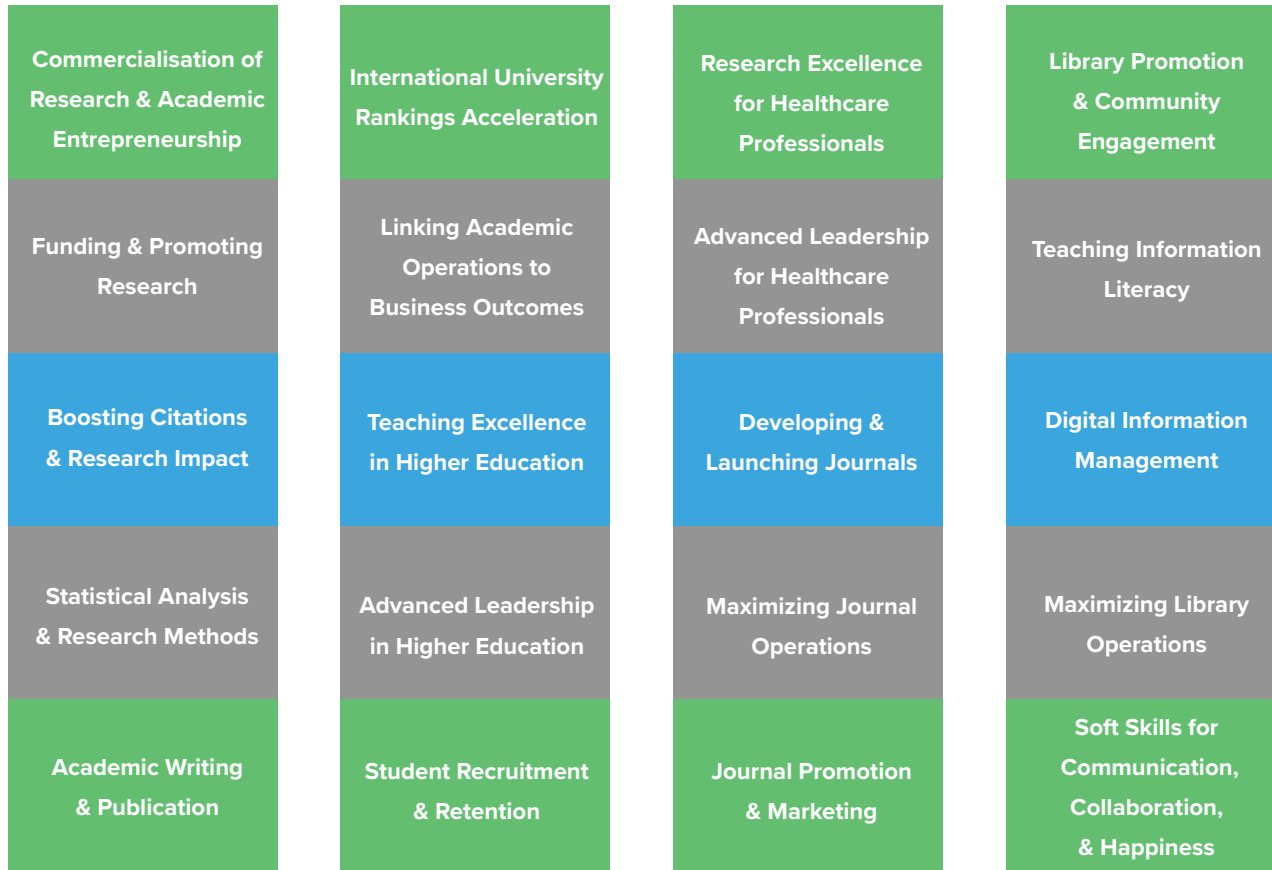 Commercialisation of
Research & Academic
Entrepreneurship
Funding & Promoting
Research
Boosting Citations
& Research Impact
Statistical Analysis
& Research Methods
Academic Writing
& Publication
International University
Rankings Acceleration
Linking Academic
Operations to
Business Outcomes
Teaching Excellence
in Higher Education
Advanced Leadership
in Higher Education
Student Recruitment
& Retention
Research Excellence
for Healthcare
Professionals
Advanced Leadership
for Healthcare
Professionals
Developing &
Launching Journals
Maximizing Journal
Operations
Journal Promotion
& Marketing
Library Promotion
& Community
Engagement
Teaching Information
Literacy
Digital Information
Management
Maximizing Library
Operations
Soft Skills for
Communication,
Collaboration,
& Happiness